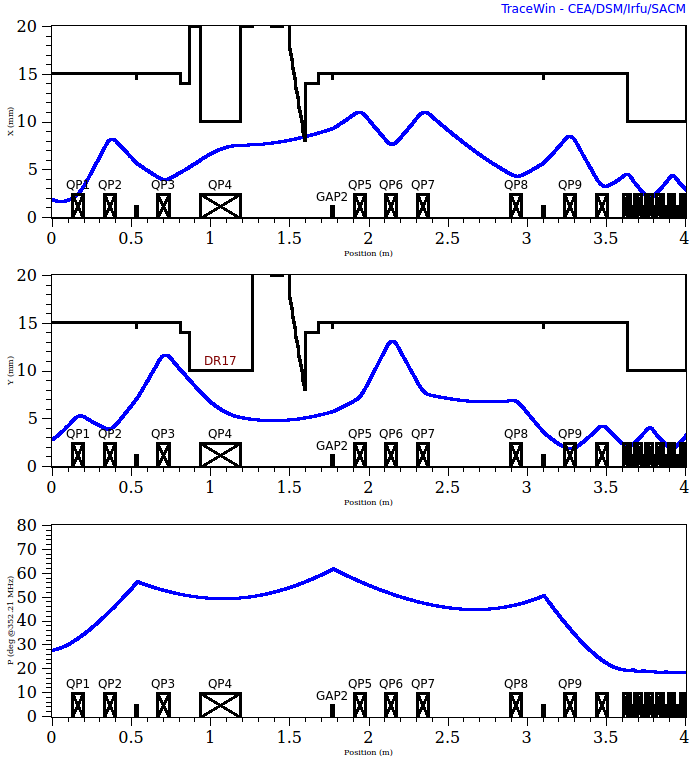 TraceWin - CEA/DSM/Irfu/SACM
20
15
10
5
0
X (mm)
QP1 QP2 QP3 QP4 GAP2 QP5 QP6 QP7 QP8 QP9
0 0.5 1 1.5 2 2.5 3 3.5 4
Position (m)
20
15
10
5
0
Y (mm)
DR17
QP1 QP2 QP3 QP4 GAP2 QP5 QP6 QP7 QP8 QP9
0 0.5 1 1.5 2 2.5 3 3.5 4
Position (m)
80
70
60
50
40
30
20
10
0
P (deg @352.21 MHz)
QP1 QP2 QP3 QP4 GAP2 QP5 QP6 QP7 QP8 QP9
0 0.5 1 1.5 2 2.5 3 3.5 4
Position (m)